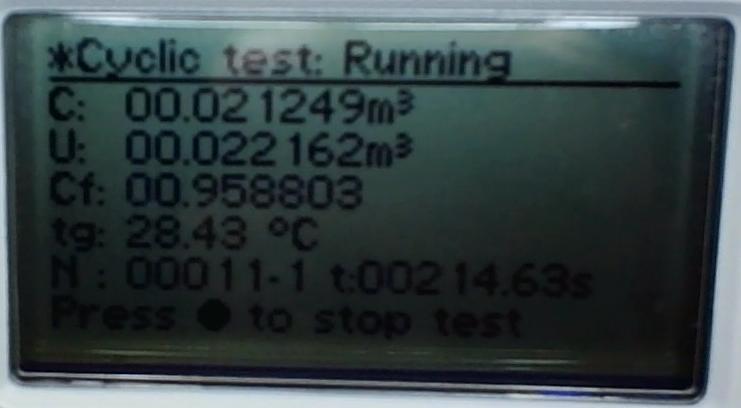 *Cyclic test: Running
C: 00.021249m³
U: 00.022162m³
Cf: 00.958803
tg: 28.43 °C
N : 00011-1 t:00214.63s
Press ● to stop test